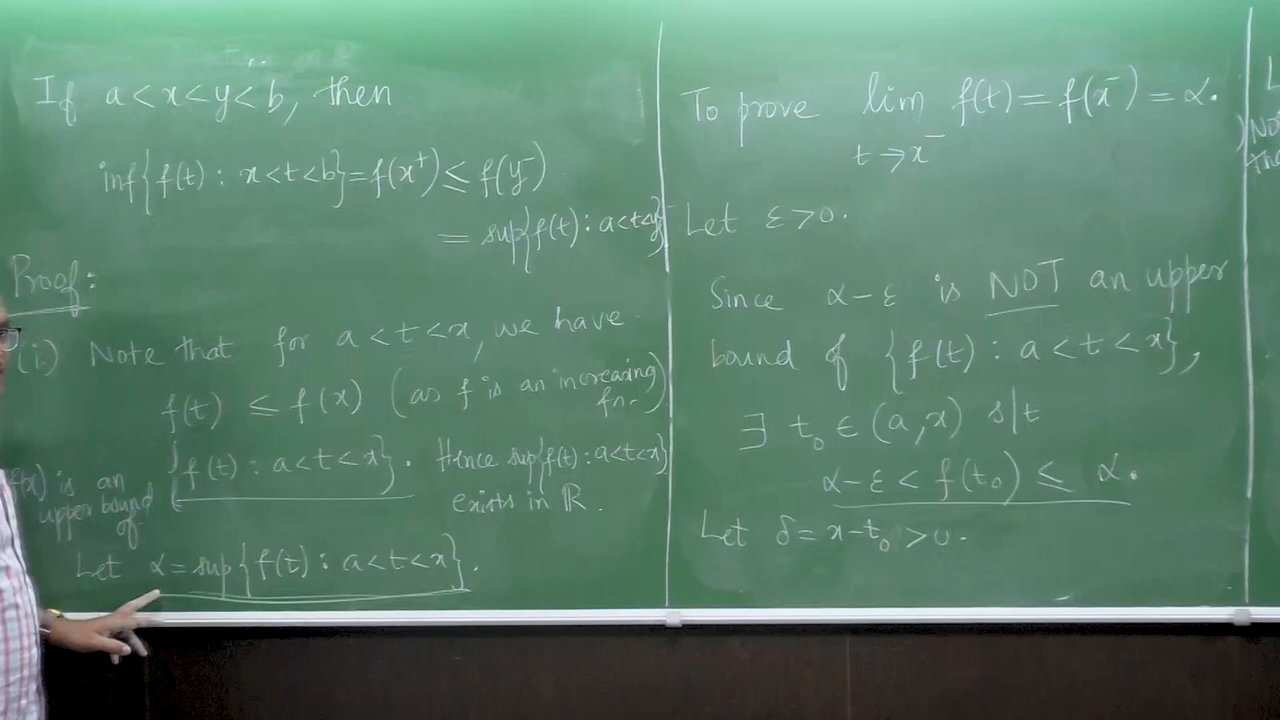 If a<x<y<b, then
inf{f(t) : x<t<b}=f(x⁺) ≤ f(y⁻)
= sup{f(t) : a<t<y}
Proof:
(i) Note that for a<t<x, we have
f(t) ≤ f(x) (as f is an increasing
fn.)
f(x) is an
upper bound
of
{f(t) : a<t<x}. Hence sup{f(t) : a<t<x}
exists in ℝ.
Let α = sup{f(t) : a<t<x}.
To prove lim f(t) = f(x⁻) = α.
t→x⁻
Let ε>0.
Since α-ε is NOT an upper
bound of {f(t) : a<t<x},
∃ t₀ ∈ (a,x) s|t
α-ε < f(t₀) ≤ α.
Let δ=x-t₀ >0.